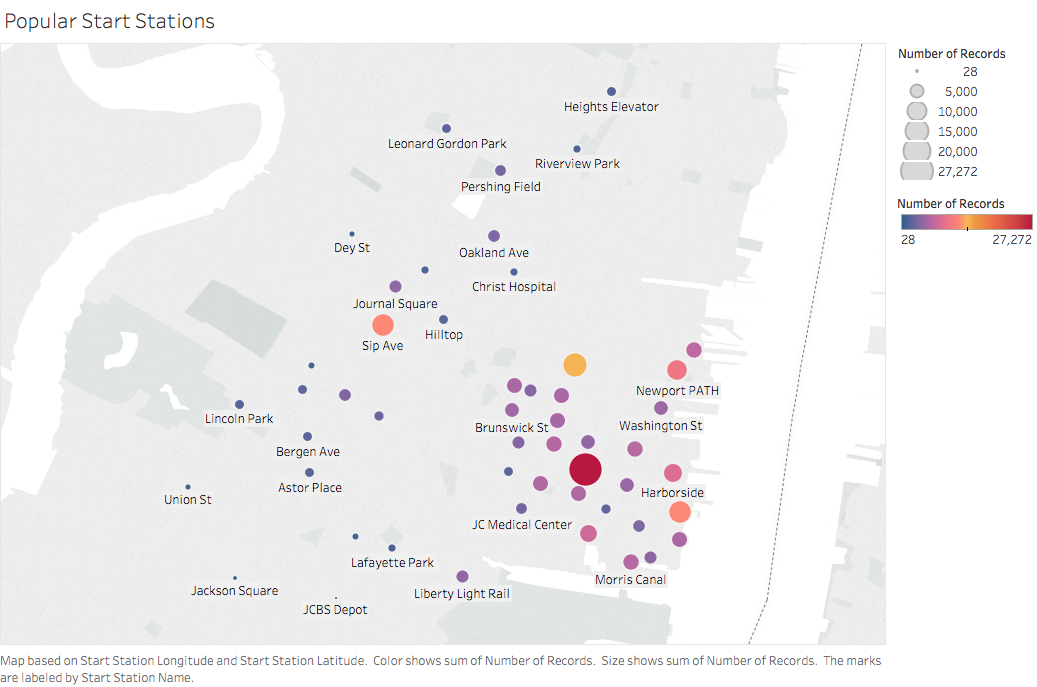 Popular Start Stations
Number of Records
28
5,000
10,000
15,000
20,000
27,272
Number of Records
28 27,272
Heights Elevator
Leonard Gordon Park
Riverview Park
Pershing Field
Dey St
Oakland Ave
Christ Hospital
Journal Square
Hilltop
Sip Ave
Newport PATH
Lincoln Park
Brunswick St
Washington St
Bergen Ave
Astor Place
Harborside
Union St
JC Medical Center
Lafayette Park
Morris Canal
Jackson Square
Liberty Light Rail
JCBS Depot
Map based on Start Station Longitude and Start Station Latitude. Color shows sum of Number of Records. Size shows sum of Number of Records. The marks
are labeled by Start Station Name.